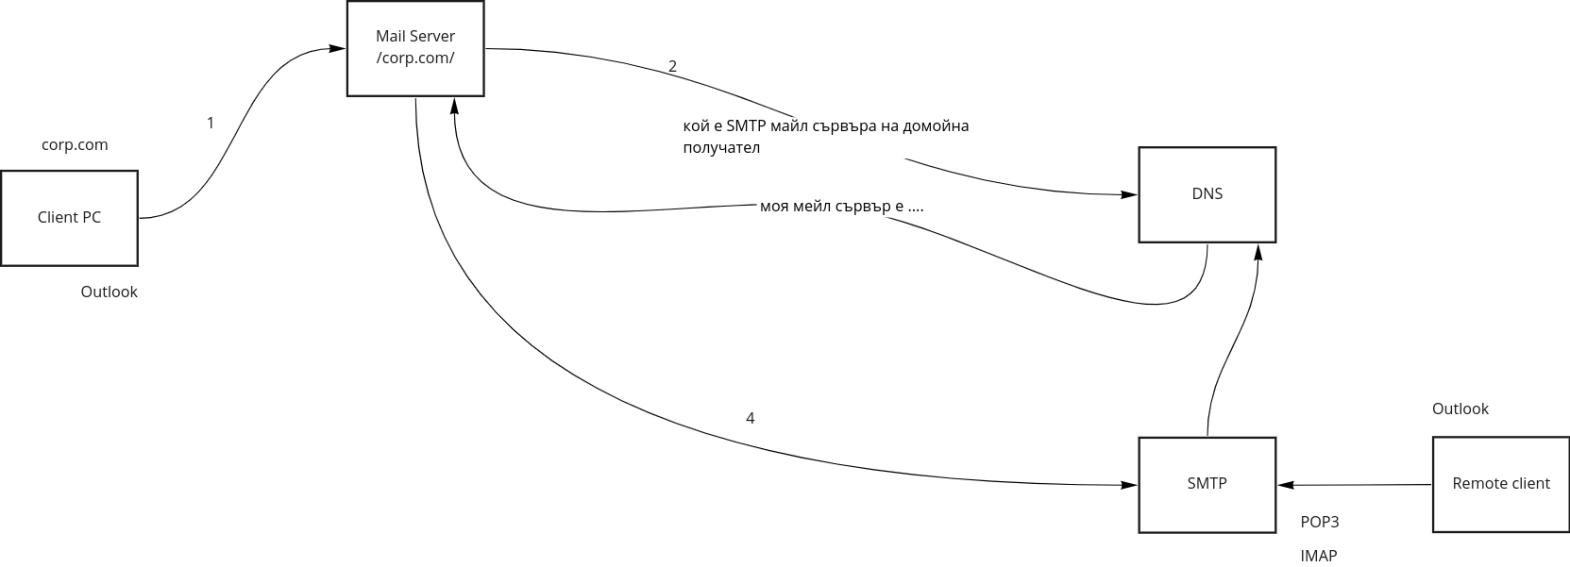 Mail Server
/corp.com/
2
1
кой е SMTP майл сървъра на домойна
получател
corp.com
DNS
моя мейл сървър е ....
Client PC
Outlook
4
Outlook
SMTP
Remote client
POP3
IMAP